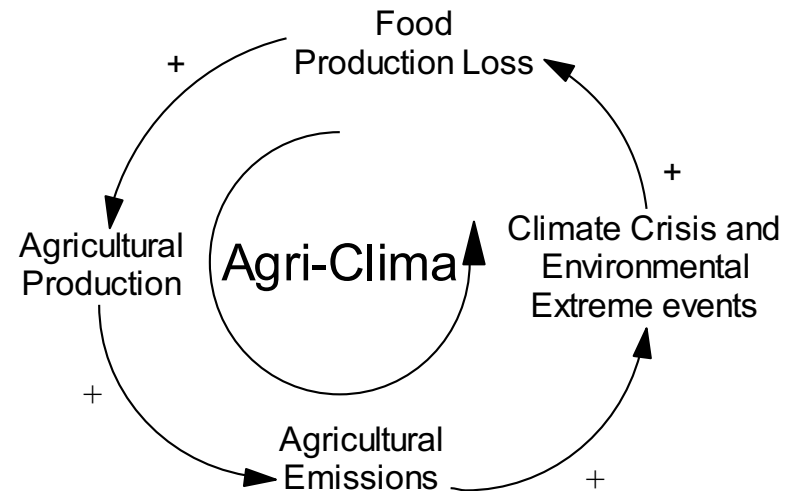 Food
Production Loss
+
+
Agricultural
Production
Agri-Clima
Climate Crisis and
Environmental
Extreme events
+
Agricultural
Emissions
+